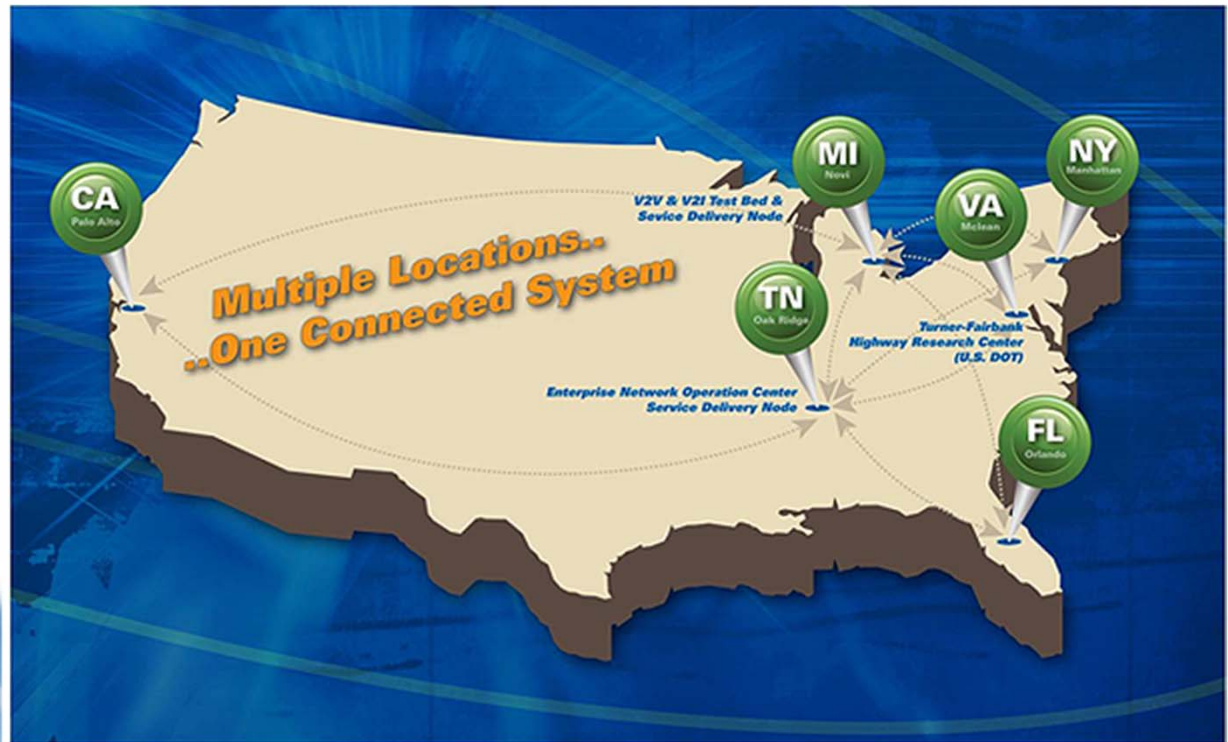 CA
Palo Alto
MI
Novi
NY
Manhattan
VA
Mclean
V2V & V2I Test Bed &
Sevice Delivery Node
Multiple Locations..
..One Connected System
TN
Oak Ridge
Turner-Fairbank
Highway Research Center
(U.S. DOT)
Enterprise Network Operation Center
Service Delivery Node
FL
Orlando